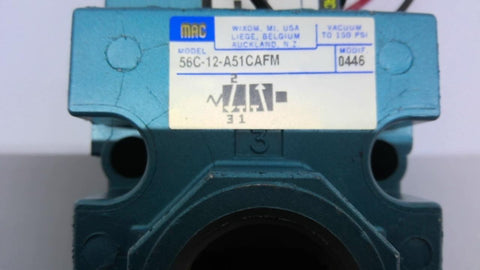 MAC
WIXOM, MI. USA
LIEGE, BELGIUM
AUCKLAND, N.Z.
VACUUM
TO 150 PSI
MODEL
MODIF.
56C-12-A51CAFM
0446
2
3 1
3